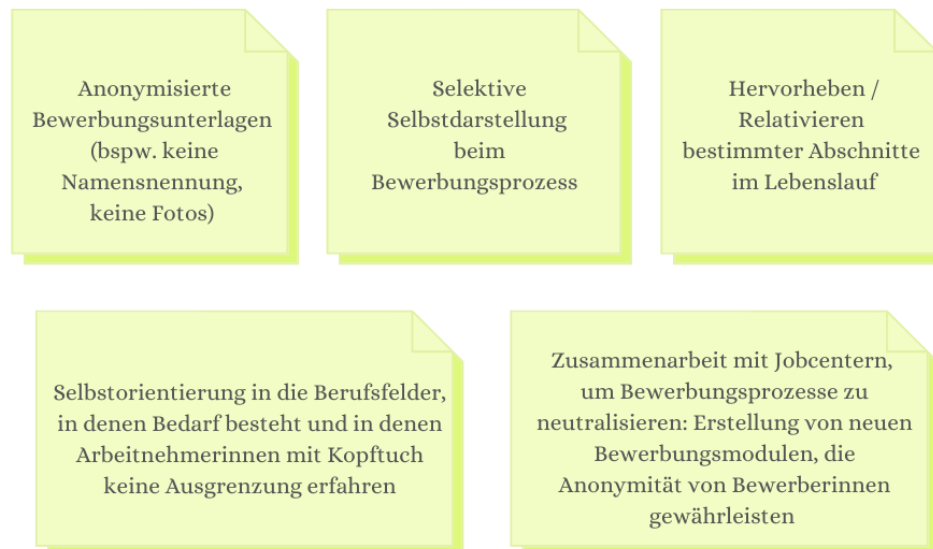 Anonymisierte
Bewerbungsunterlagen
(bspw. keine
Namensnennung,
keine Fotos)
Selektive
Selbstdarstellung
beim
Bewerbungsprozess
Hervorheben /
Relativieren
bestimmter Abschnitte
im Lebenslauf
Selbstorientierung in die Berufsfelder,
in denen Bedarf besteht und in denen
Arbeitnehmerinnen mit Kopftuch
keine Ausgrenzung erfahren
Zusammenarbeit mit Jobcentern,
um Bewerbungsprozesse zu
neutralisieren: Erstellung von neuen
Bewerbungsmodulen, die
Anonymität von Bewerberinnen
gewährleisten